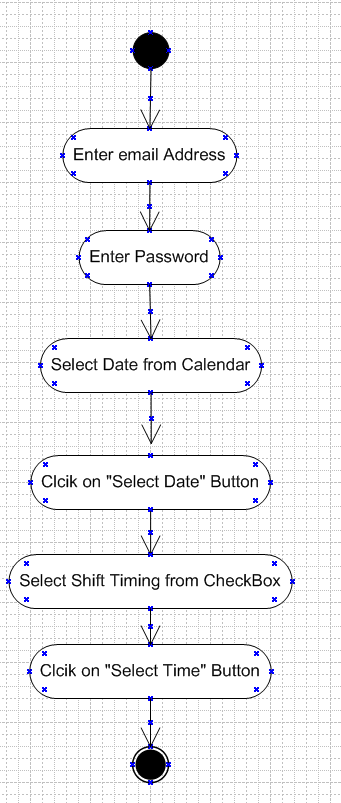 Enter email Address
Enter Password
Select Date from Calendar
Clcik on "Select Date" Button
Select Shift Timing from CheckBox
Clcik on "Select Time" Button